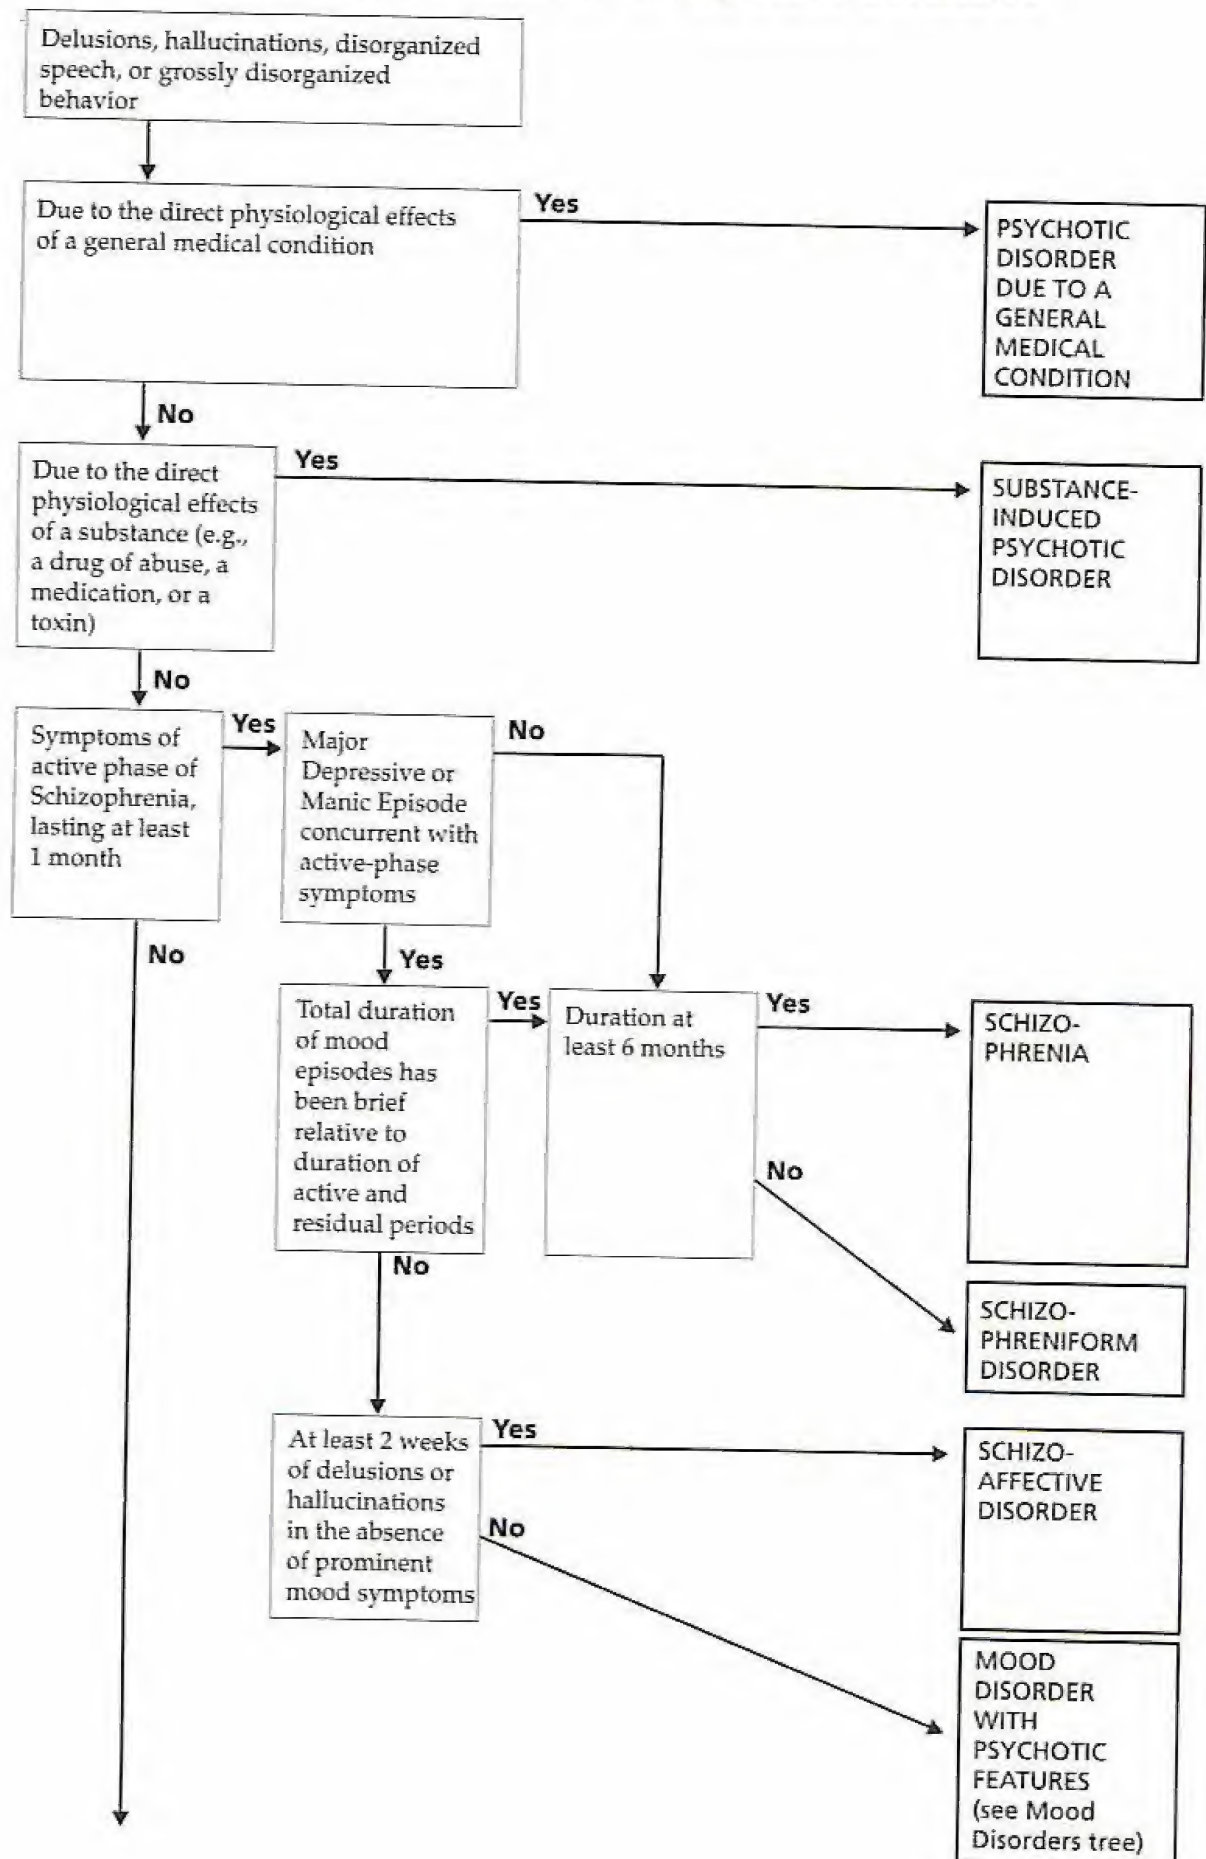 Delusions, hallucinations, disorganized
speech, or grossly disorganized
behavior
Due to the direct physiological effects
of a general medical condition
Yes
PSYCHOTIC
DISORDER
DUE TO A
GENERAL
MEDICAL
CONDITION
No
Due to the direct
physiological effects
of a substance (e.g.,
a drug of abuse, a
medication, or a
toxin)
Yes
SUBSTANCE-
INDUCED
PSYCHOTIC
DISORDER
No
Symptoms of
active phase of
Schizophrenia,
lasting at least
1 month
Yes
Major
Depressive or
Manic Episode
concurrent with
active-phase
symptoms
No
No
Yes
Total duration
of mood
episodes has
been brief
relative to
duration of
active and
residual periods
Yes
Duration at
least 6 months
Yes
SCHIZO-
PHRENIA
No
SCHIZO-
PHRENIFORM
DISORDER
No
At least 2 weeks
of delusions or
hallucinations
in the absence
of prominent
mood symptoms
Yes
SCHIZO-
AFFECTIVE
DISORDER
No
MOOD
DISORDER
WITH
PSYCHOTIC
FEATURES
(see Mood
Disorders tree)